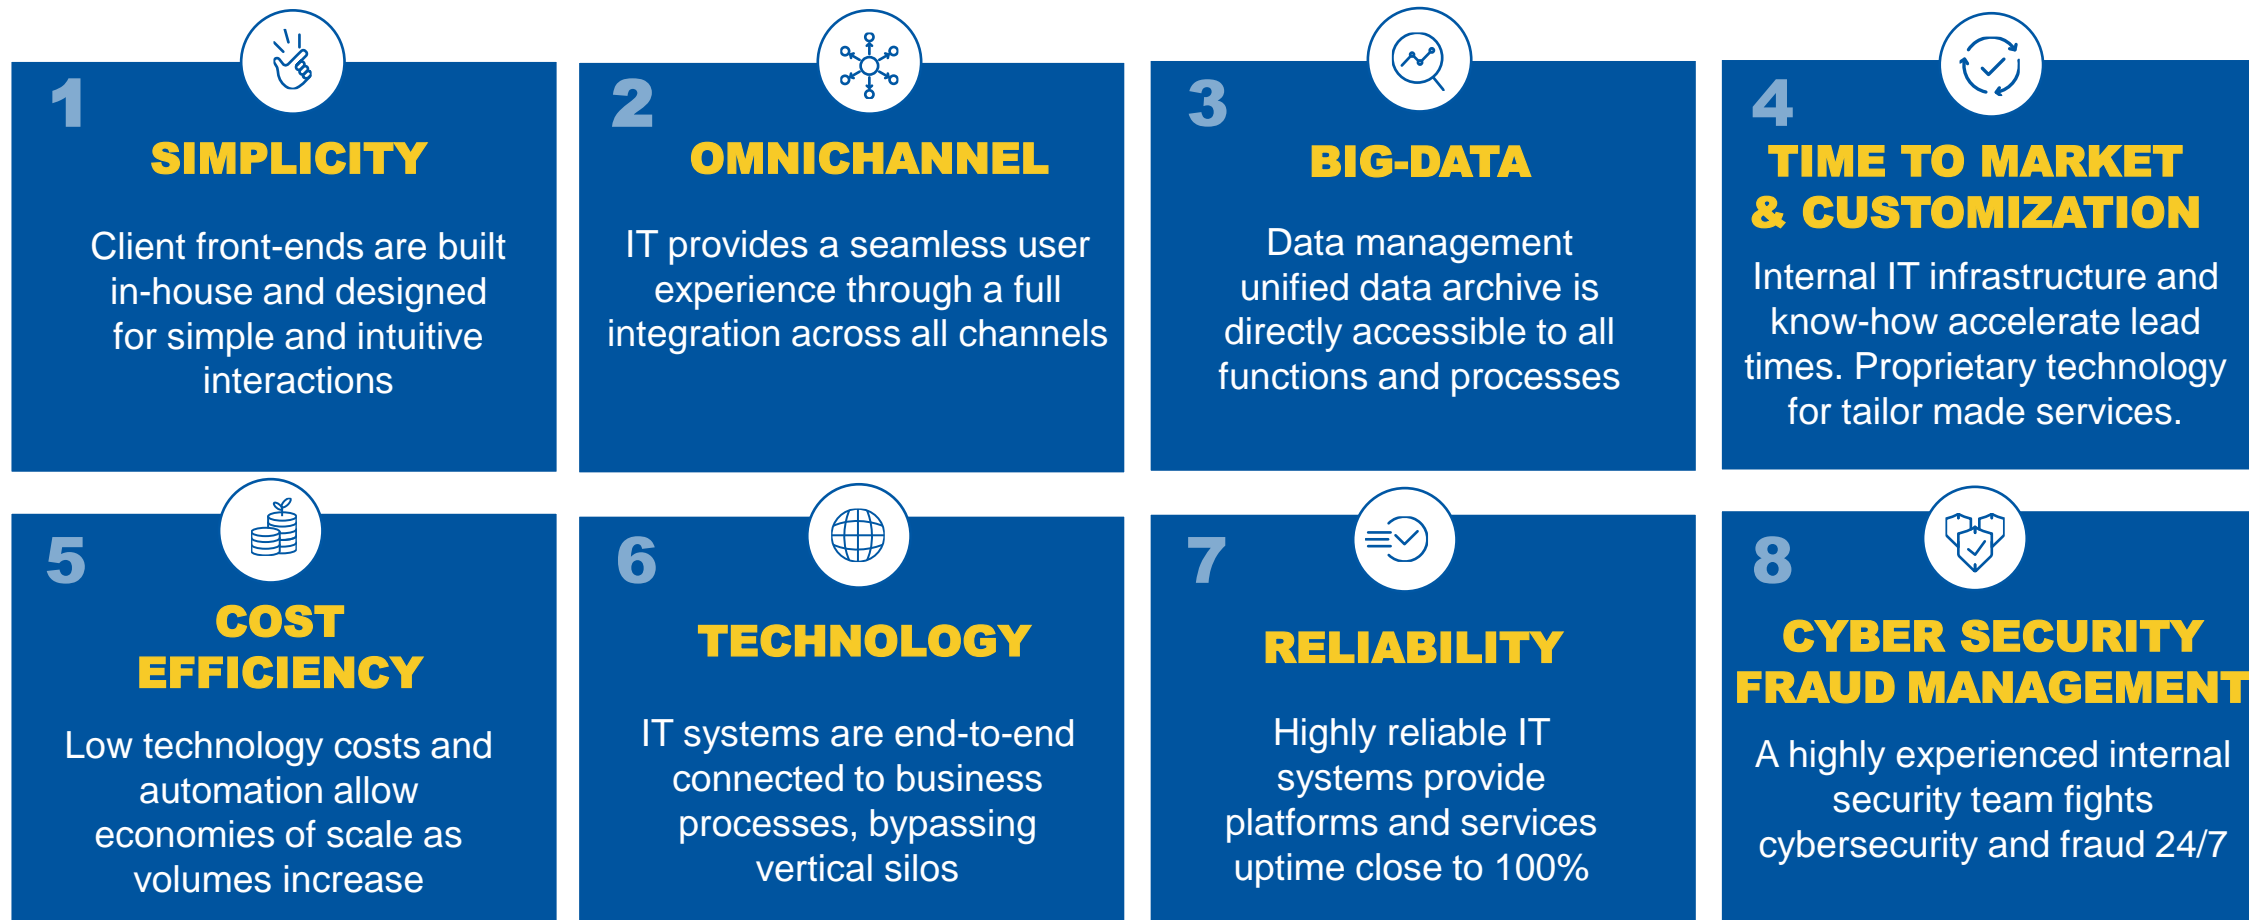 1
SIMPLICITY
Client front-ends are built
in-house and designed
for simple and intuitive
interactions
2
OMNICHANNEL
IT provides a seamless user
experience through a full
integration across all channels
3
BIG-DATA
Data management
unified data archive is
directly accessible to all
functions and processes
4
TIME TO MARKET
& CUSTOMIZATION
Internal IT infrastructure and
know-how accelerate lead
times. Proprietary technology
for tailor made services.
5
COST
EFFICIENCY
Low technology costs and
automation allow
economies of scale as
volumes increase
6
TECHNOLOGY
IT systems are end-to-end
connected to business
processes, bypassing
vertical silos
7
RELIABILITY
Highly reliable IT
systems provide
platforms and services
uptime close to 100%
8
CYBER SECURITY
FRAUD MANAGEMENT
A highly experienced internal
security team fights
cybersecurity and fraud 24/7